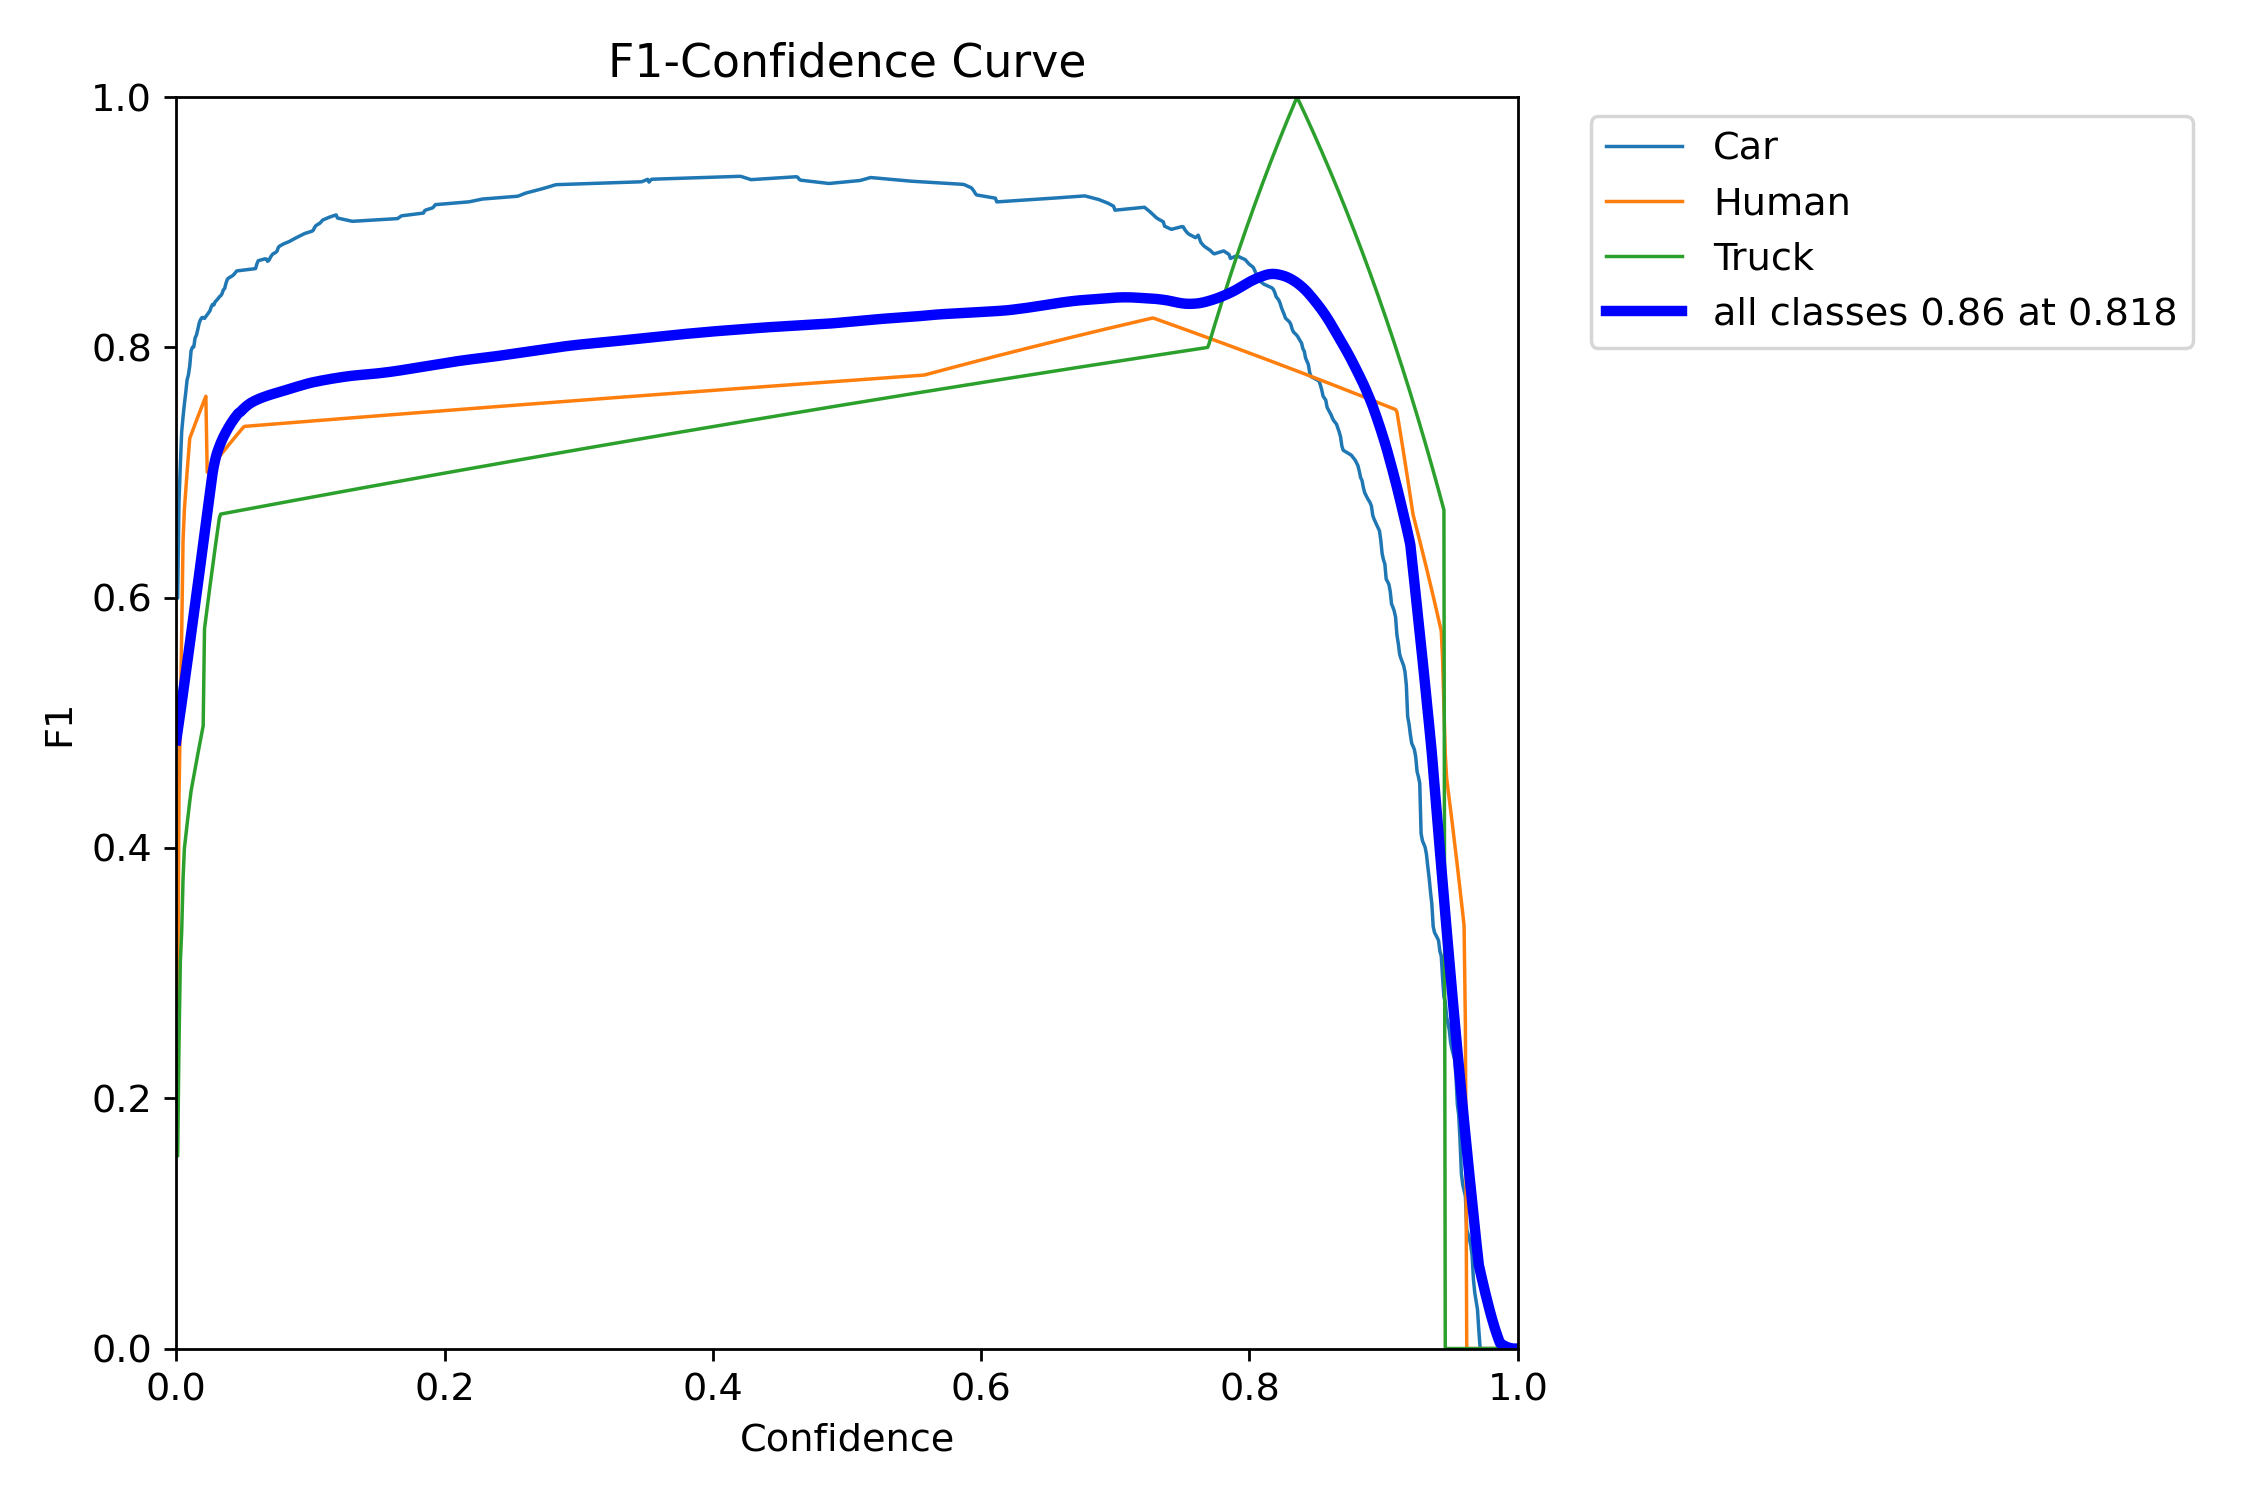 F1-Confidence Curve
1.0
0.8
0.6
0.4
0.2
0.0
F1
0.0 0.2 0.4 0.6 0.8 1.0
Confidence
Car
Human
Truck
all classes 0.86 at 0.818